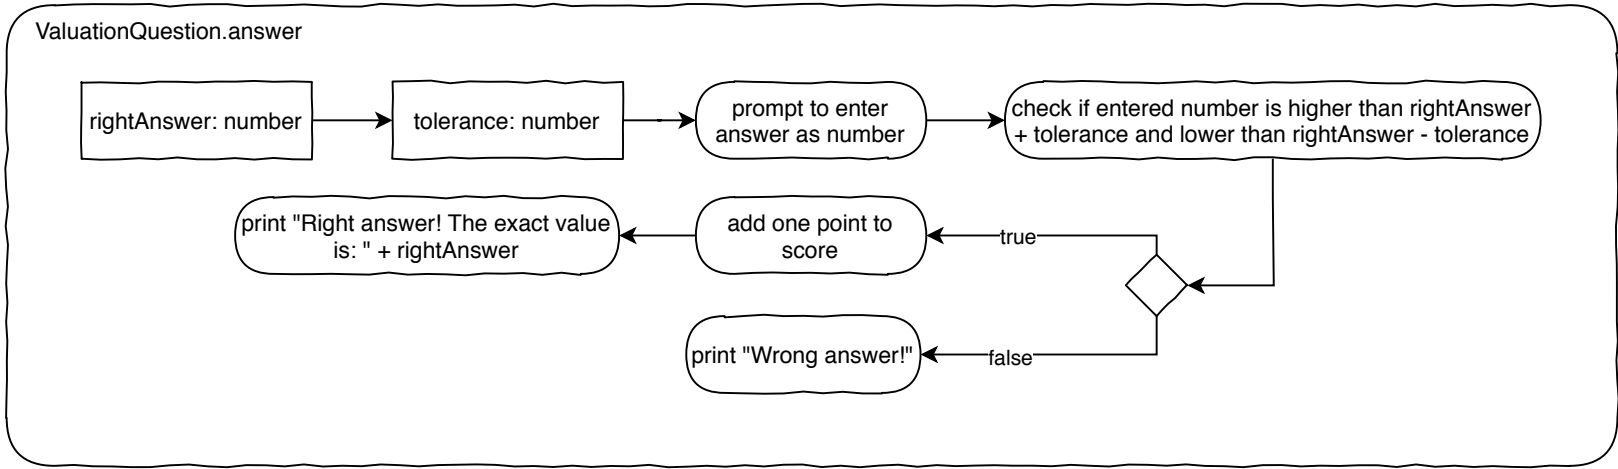 ValuationQuestion.answer
rightAnswer: number
tolerance: number
prompt to enter
answer as number
check if entered number is higher than rightAnswer
+ tolerance and lower than rightAnswer - tolerance
print "Right answer! The exact value
is: " + rightAnswer
add one point to
score
true
print "Wrong answer!"
false